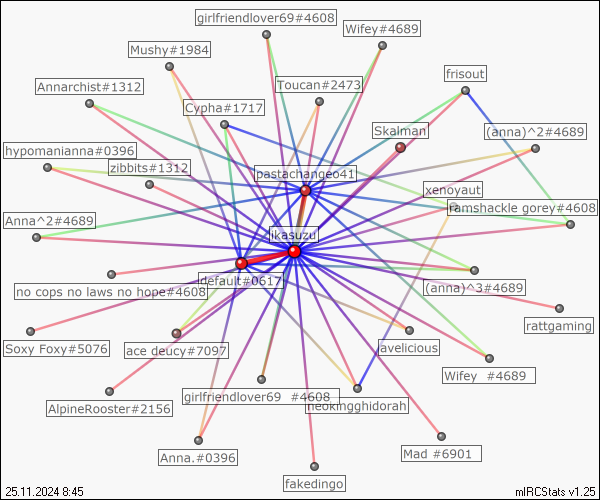 girlfriendlover69#4608
Wifey#4689
Mushy#1984
frisout
Annarchist#1312
Toucan#2473
Cypha#1717
Skalman
(anna)^2#4689
hypomanianna#0396
zibbits#1312
pastachangeo41
xenoyaut
Anna^2#4689
ramshackle gorey#4608
ikasuzu
default#0617
no cops no laws no hope#4608
(anna)^3#4689
rattgaming
Soxy Foxy#5076
ace deucy#7097
avelicious
Wifey #4689
AlpineRooster#2156
girlfriendlover69 #4608
neokingghidorah
Anna.#0396
Mad #6901
fakedingo
25.11.2024 8:45
mIRCStats v1.25